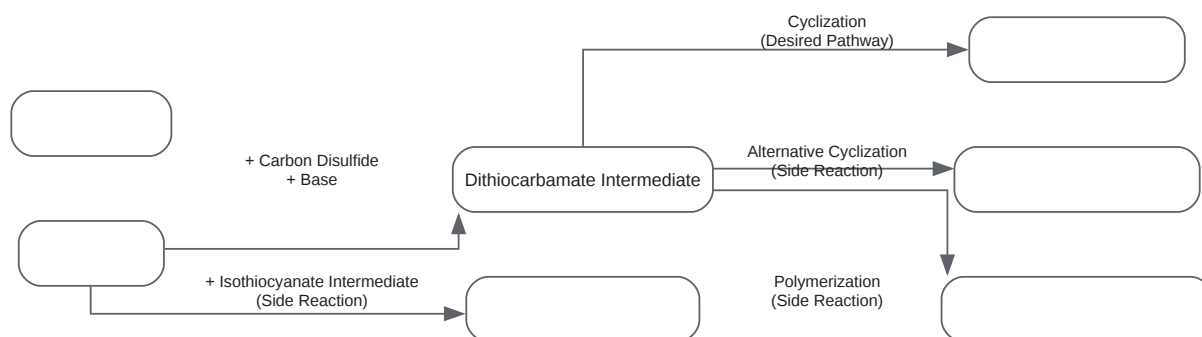 Cyclization
(Desired Pathway)
+ Carbon Disulfide
+ Base
Dithiocarbamate Intermediate
Alternative Cyclization
(Side Reaction)
+ Isothiocyanate Intermediate
(Side Reaction)
Polymerization
(Side Reaction)